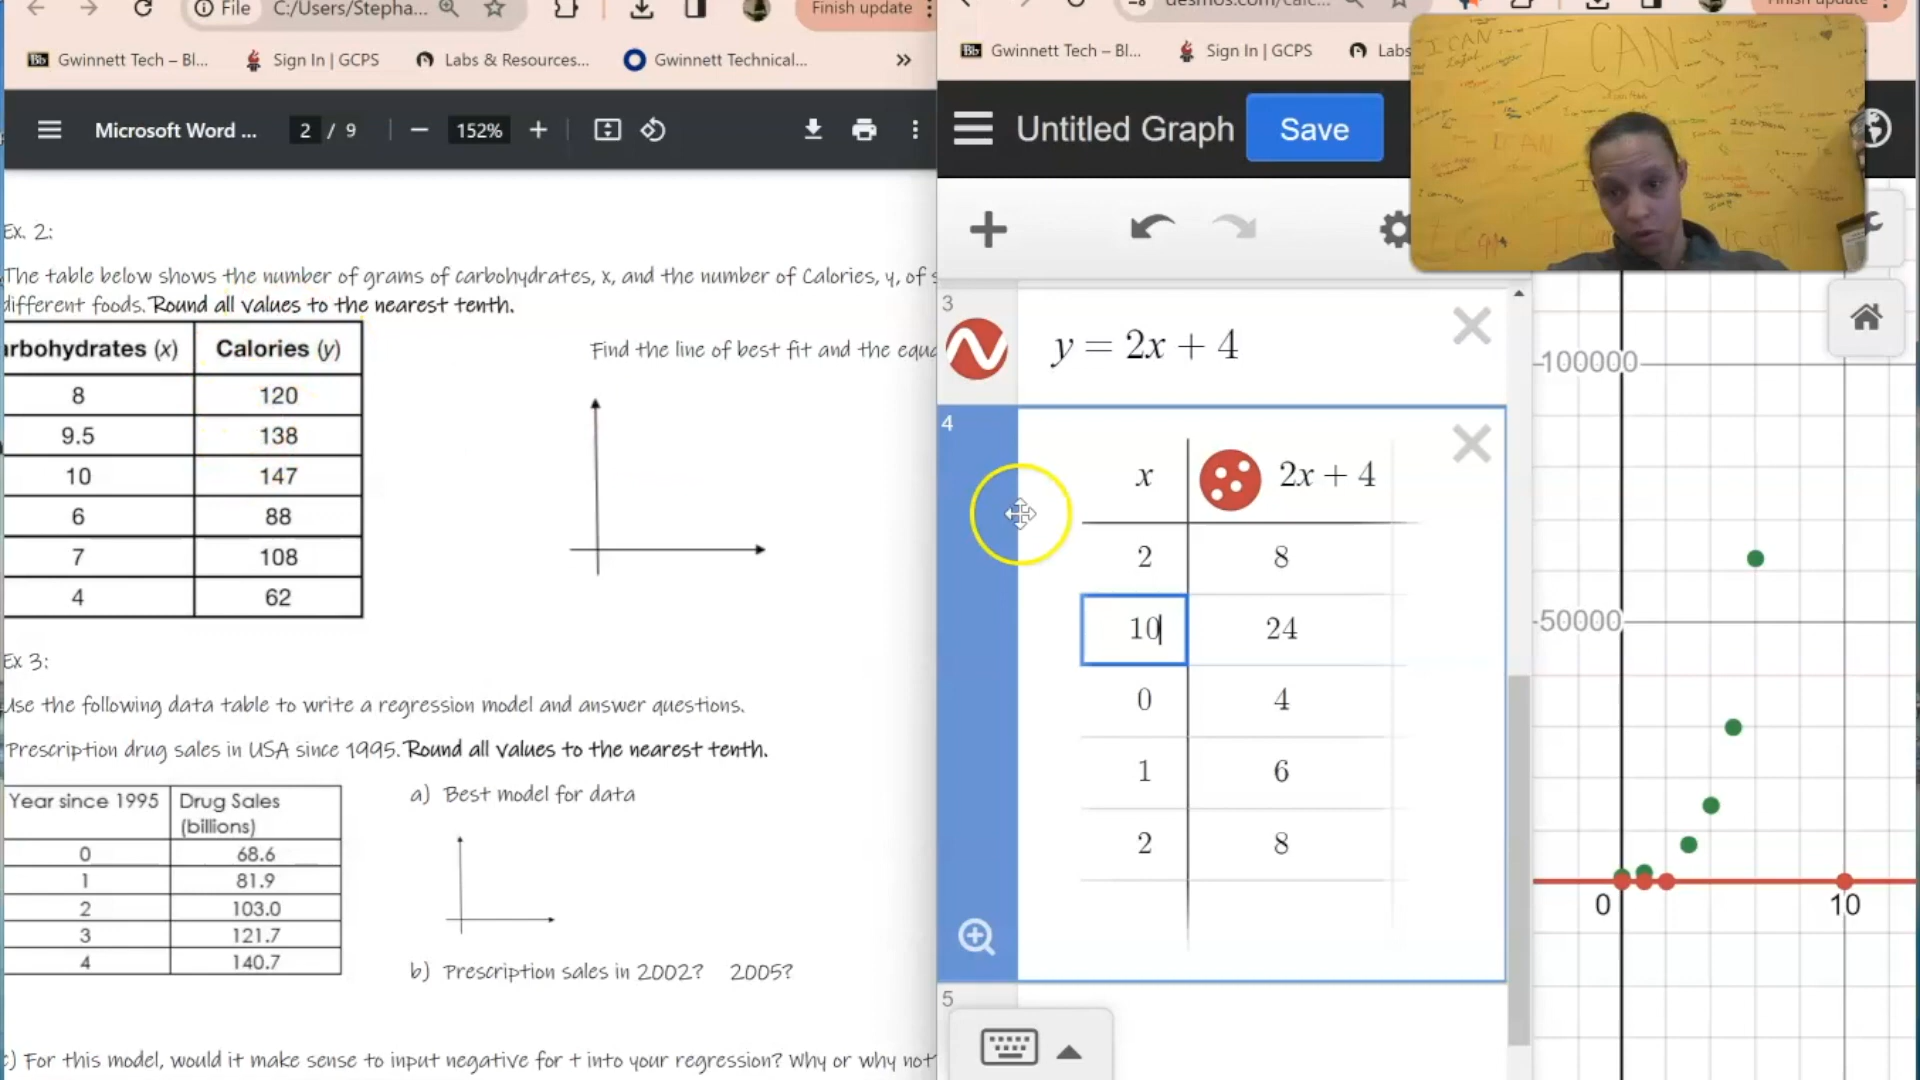 File
C:/Users/Stepha...
Finish update
Gwinnett Tech – Bl...
Sign In | GCPS
Labs & Resources...
Gwinnett Technical...
Microsoft Word ...
2 / 9
152%
Ex. 2:
The table below shows the number of grams of carbohydrates, x, and the number of Calories, y, of s
different foods. Round all values to the nearest tenth.
rbohydrates (x) Calories (y)
8 120
9.5 138
10 147
6 88
7 108
4 62
Find the line of best fit and the equa
Ex 3:
Use the following data table to write a regression model and answer questions.
Prescription drug sales in USA since 1995. Round all values to the nearest tenth.
Year since 1995 Drug Sales
(billions)
0 68.6
1 81.9
2 103.0
3 121.7
4 140.7
a) Best model for data
b) Prescription sales in 2002? 2005?
) For this model, would it make sense to input negative for t into your regression? Why or why not
desmos.com/calc...
Finish update
Bb Gwinnett Tech – Bl...
Sign In | GCPS
Labs
Untitled Graph
Save
3
y = 2x + 4
4
x 2x + 4
2 8
10 24
0 4
1 6
2 8
5
100000
50000
0
10
I CAN
I CAN
I CAN